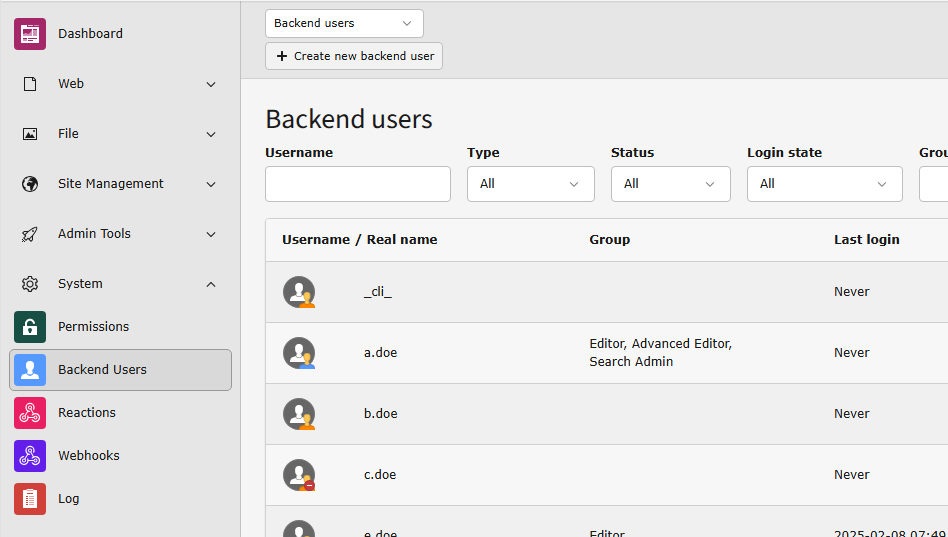 Dashboard
Web
File
Site Management
Admin Tools
System
Permissions
Backend Users
Reactions
Webhooks
Log
Backend users
+ Create new backend user
Backend users
Username Type Status Login state
All All All
Username / Real name Group Last login
_cli_ Never
a.doe Editor, Advanced Editor, Never
Search Admin
b.doe Never
c.doe Never
e.doe Editor 2025-02-08 07:49